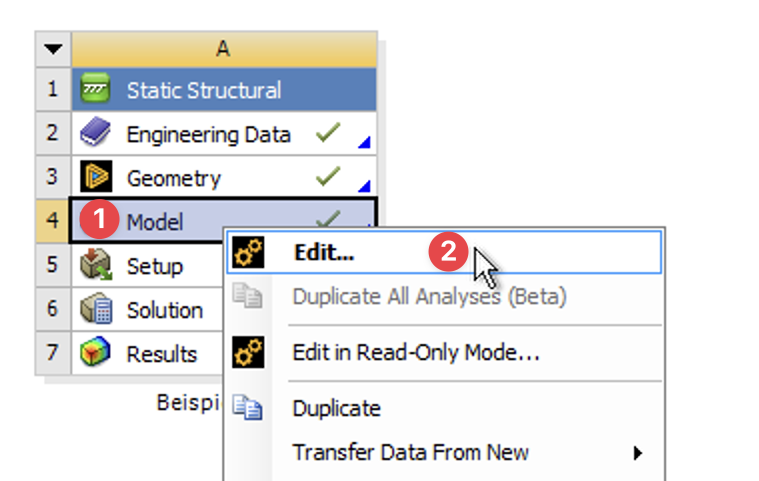 A
1 Static Structural
2 Engineering Data
3 Geometry
4 1 Model
Edit... 2
5 Setup
Duplicate All Analyses (Beta)
6 Solution
7 Results
Edit in Read-Only Mode...
Beispi
Duplicate
Transfer Data From New